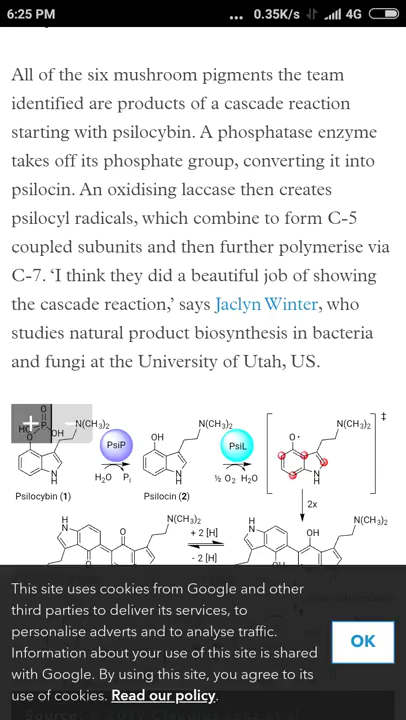 6:25 PM
... 0.35K/s 4G
All of the six mushroom pigments the team
identified are products of a cascade reaction
starting with psilocybin. A phosphatase enzyme
takes off its phosphate group, converting it into
psilocin. An oxidising laccase then creates
psilocyl radicals, which combine to form C-5
coupled subunits and then further polymerise via
C-7. ‘I think they did a beautiful job of showing
the cascade reaction,’ says Jaclyn Winter, who
studies natural product biosynthesis in bacteria
and fungi at the University of Utah, US.
+ −
O
HO P OH N(CH3)2 OH N(CH3)2 O• N(CH3)2 ‡
O
PsiP PsiL
H2O Pi ½ O2 H2O
H N H N H N
Psilocybin (1) Psilocin (2)
2x
N(CH3)2 + 2 [H] H N OH N(CH3)2
O - 2 [H]
H N O N H OH N H
This site uses cookies from Google and other
third parties to deliver its services, to
personalise adverts and to analyse traffic.
Information about your use of this site is shared
with Google. By using this site, you agree to its
use of cookies. Read our policy.
OK